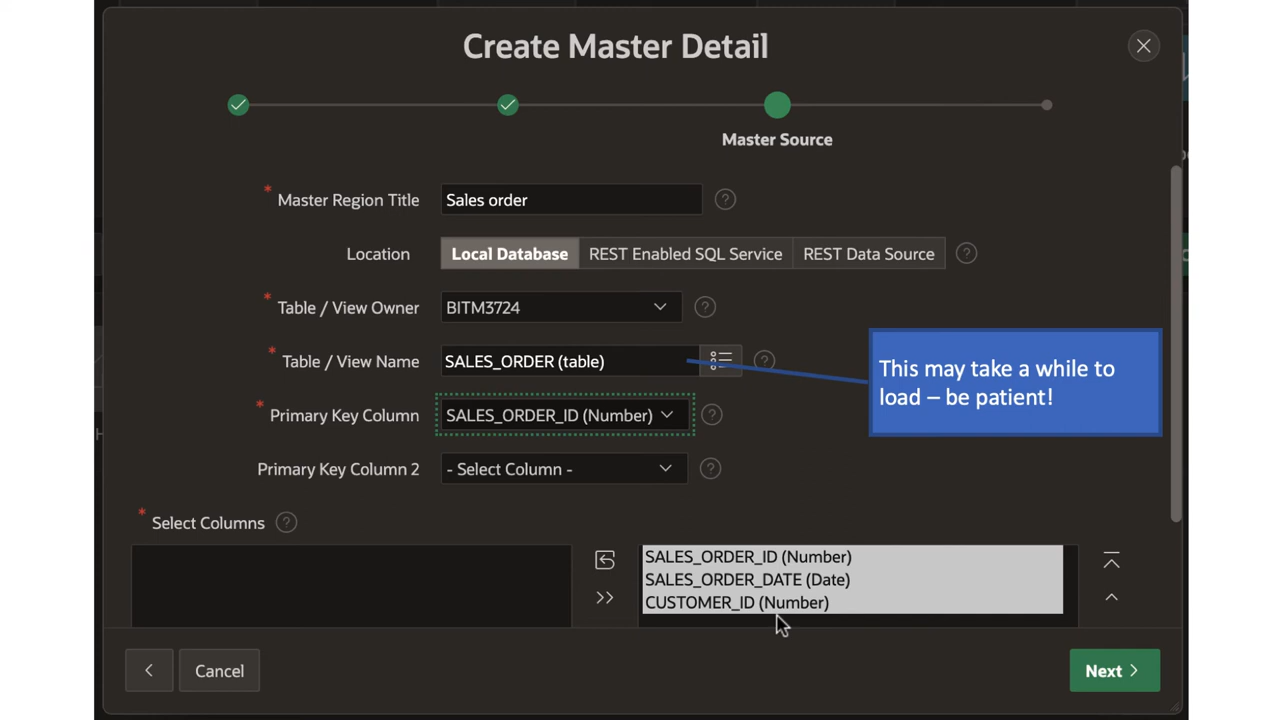 Create Master Detail
Master Source
* Master Region Title Sales order ?
Location Local Database REST Enabled SQL Service REST Data Source ?
* Table / View Owner BITM3724 ?
* Table / View Name SALES_ORDER (table) ?
This may take a while to
load – be patient!
* Primary Key Column SALES_ORDER_ID (Number) ?
Primary Key Column 2 - Select Column - ?
* Select Columns ?
SALES_ORDER_ID (Number)
SALES_ORDER_DATE (Date)
CUSTOMER_ID (Number)
Cancel
Next